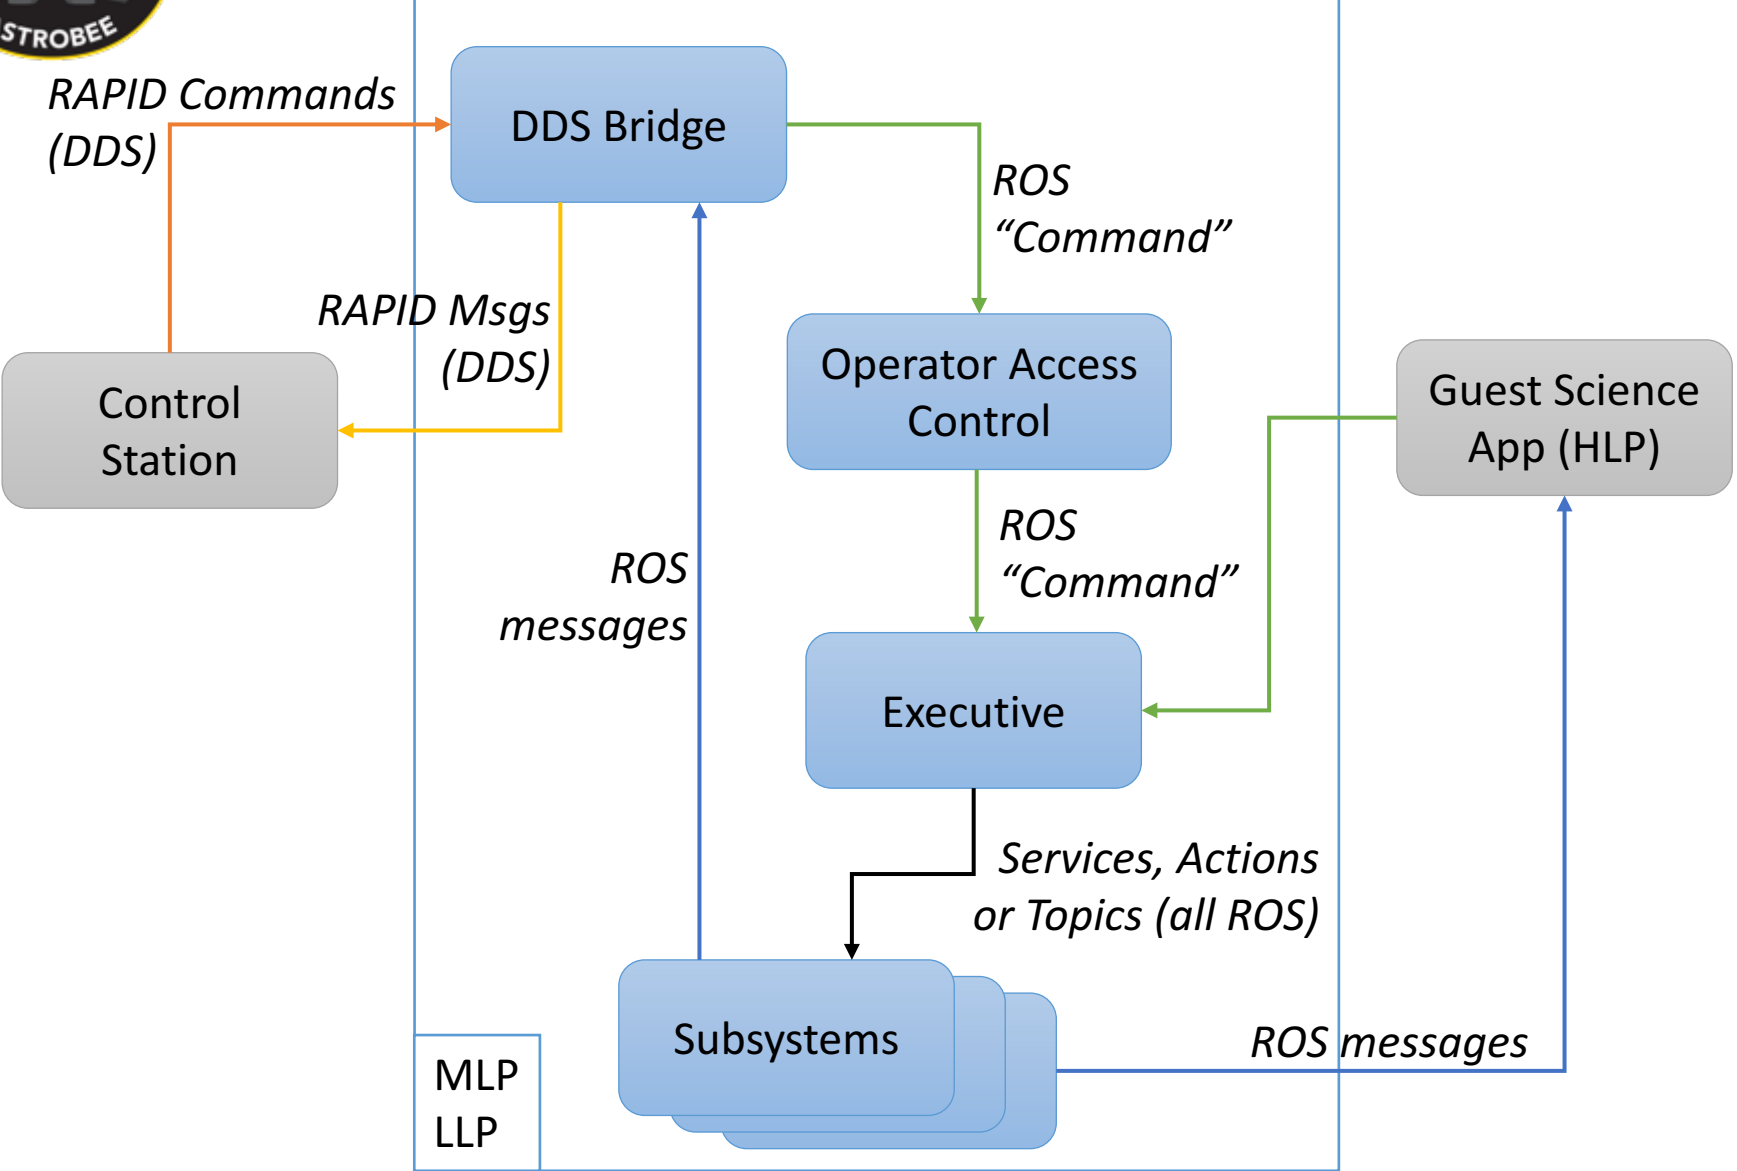 STROBEE
RAPID Commands
(DDS)
DDS Bridge
ROS
“Command”
RAPID Msgs
(DDS)
Control
Station
Operator Access
Control
Guest Science
App (HLP)
ROS
“Command”
ROS
messages
Executive
Services, Actions
or Topics (all ROS)
Subsystems
ROS messages
MLP
LLP